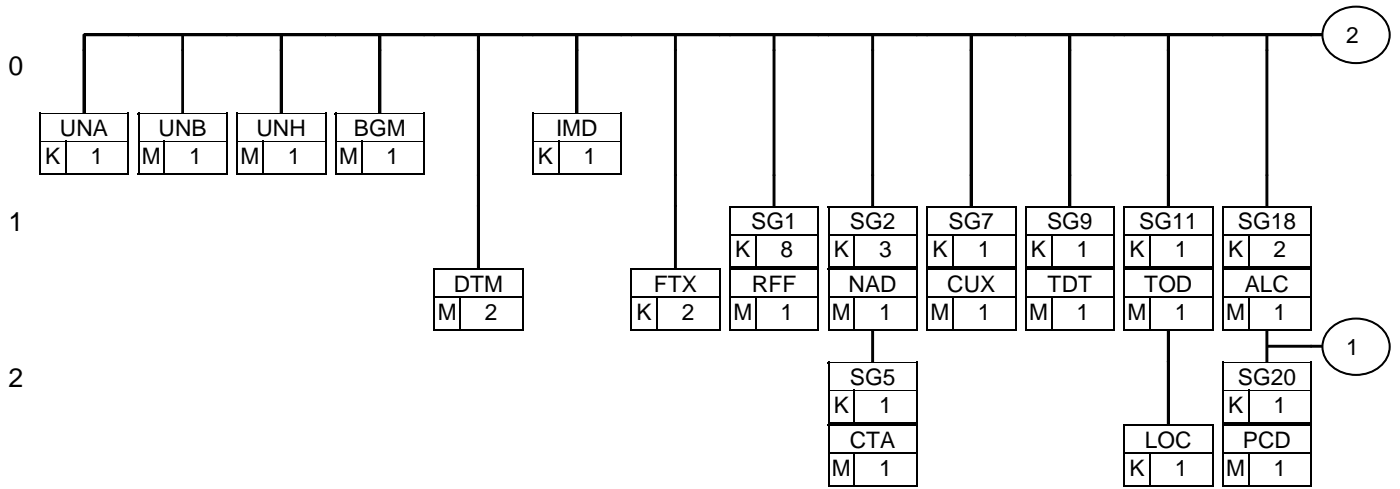 2
0
UNA UNB UNH BGM IMD
K 1 M 1 M 1 M 1 K 1
1
SG1 SG2 SG7 SG9 SG11 SG18
K 8 K 3 K 1 K 1 K 1 K 2
DTM FTX RFF NAD CUX TDT TOD ALC
M 2 K 2 M 1 M 1 M 1 M 1 M 1 M 1
1
2
SG5 SG20
K 1 K 1
CTA LOC PCD
M 1 K 1 M 1